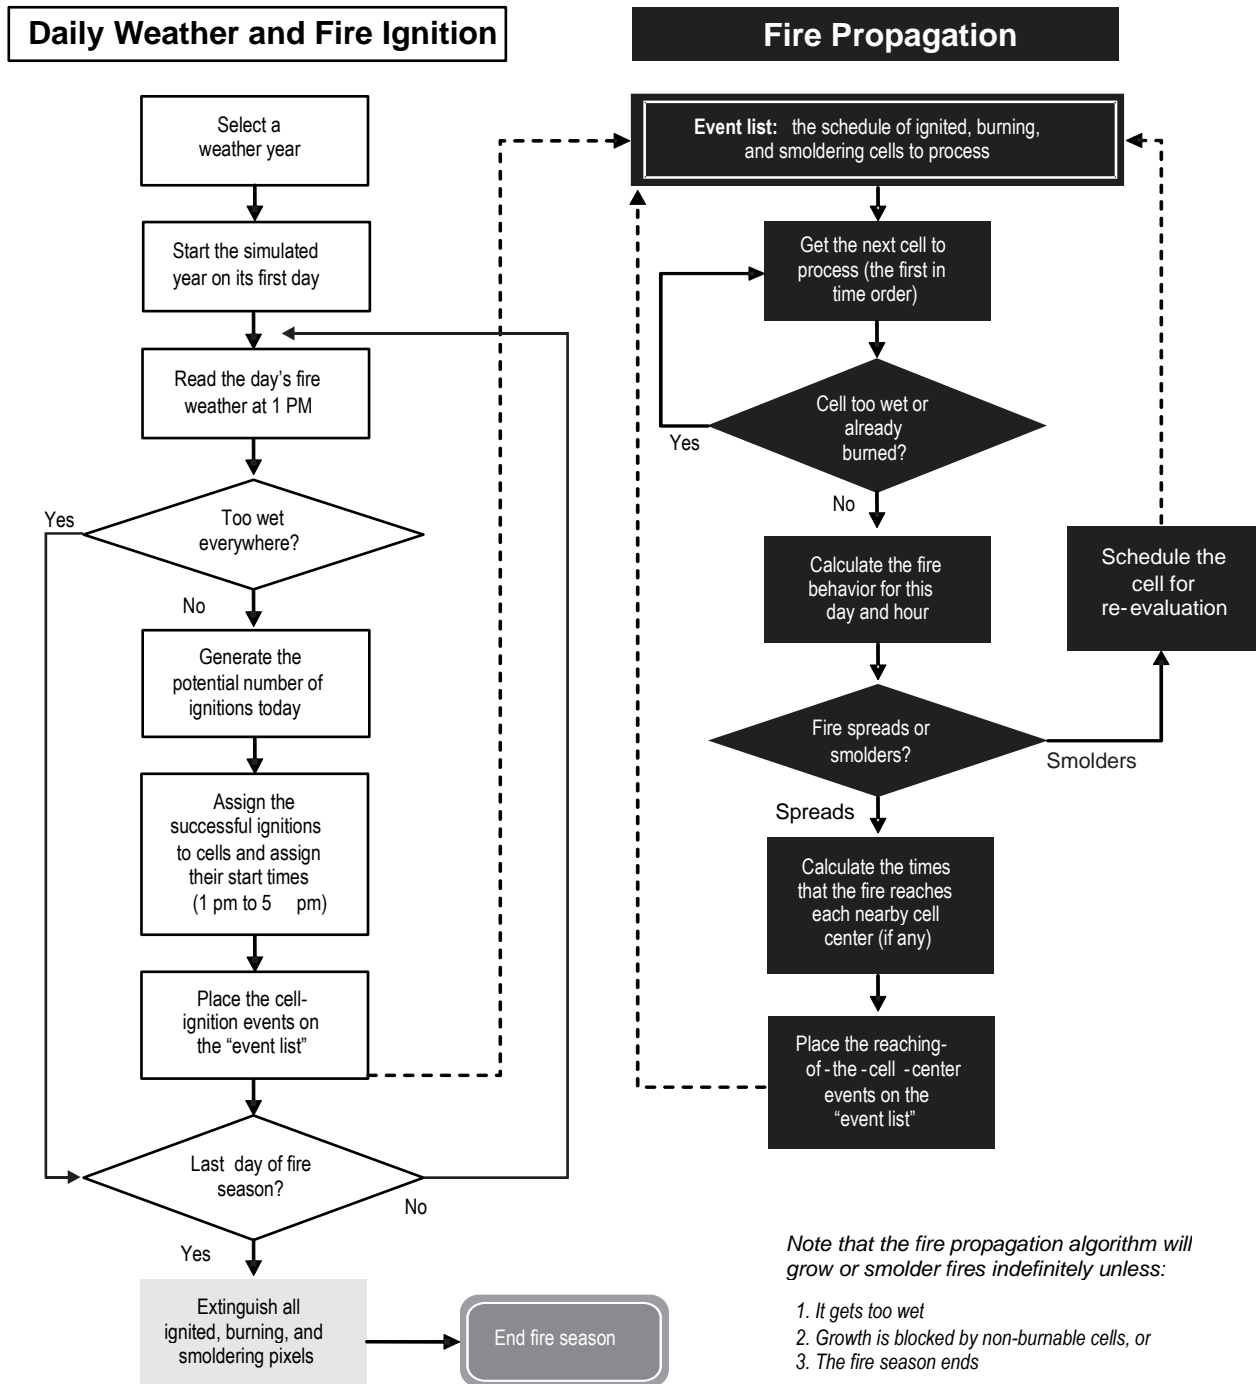 Daily Weather and Fire Ignition
Select a
weather year
Start the simulated
year on its first day
Read the day's fire
weather at 1 PM
Too wet
everywhere?
Yes
No
Generate the
potential number of
ignitions today
Assign the
successful ignitions
to cells and assign
their start times
(1 pm to 5 pm)
Place the cell-
ignition events on
the “event list”
Last day of fire
season?
No
Yes
Extinguish all
ignited, burning, and
smoldering pixels
End fire season
Fire Propagation
Event list: the schedule of ignited, burning,
and smoldering cells to process
Get the next cell to
process (the first in
time order)
Cell too wet or
already
burned?
Yes
No
Calculate the fire
behavior for this
day and hour
Schedule the
cell for
re-evaluation
Fire spreads or
smolders?
Smolders
Spreads
Calculate the times
that the fire reaches
each nearby cell
center (if any)
Place the reaching-
of -the -cell -center
events on the
“event list”
Note that the fire propagation algorithm will
grow or smolder fires indefinitely unless:
1. It gets too wet
2. Growth is blocked by non-burnable cells, or
3. The fire season ends